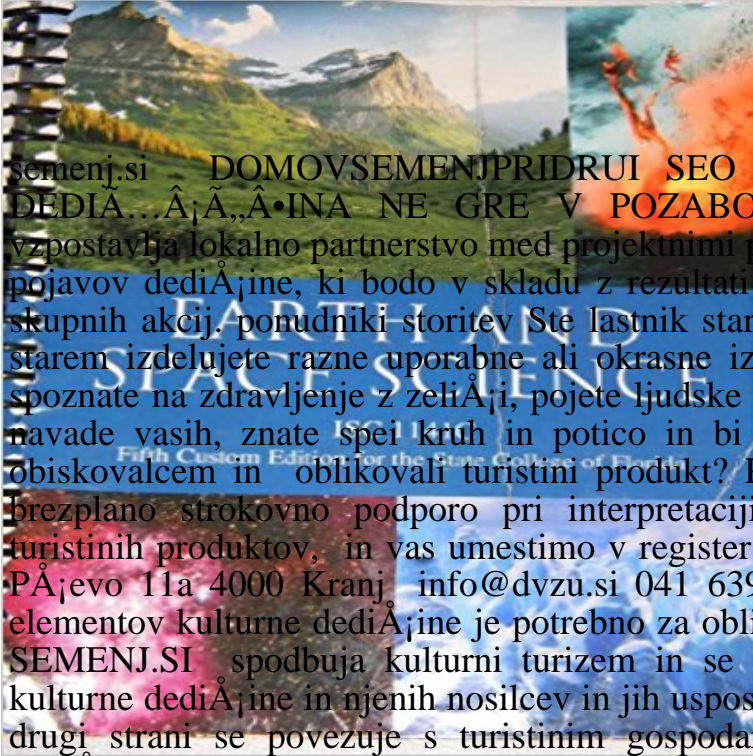 semenj.si DOMOVSEMENJPRIDRUI SEO
DEDIÃ…Â¡Ã„Â•INA NE GRE V POZABO
vzpostavlja lokalno partnerstvo med projektnimi p
pojavov dediÅ¡ine, ki bodo v skladu z rezultati
EARTH AND
skupnih akcij. ponudniki storitev Ste lastnik star
starem izdelujete razne uporabne ali okrasne iz
SPACE SCIENCE
spoznate na zdravljenje z zeliÅ¡i, pojete ljudske
navade vasih, znate spei kruh in potico in bi
Fifth Custom Edition for the State College of Florida
obiskovalcem in oblikovali turistini produkt?
brezplano strokovno podporo pri interpretaciji
turistinih produktov, in vas umestimo v register
PÅ¡evo 11a 4000 Kranj info@dvzu.si 041 639
elementov kulturne dediÅ¡ine je potrebno za obli
SEMENJ.SI spodbuja kulturni turizem in se
kulturne dediÅ¡ine in njenih nosilcev in jih uspos
drugi strani se povezuje s turistinim gospoda